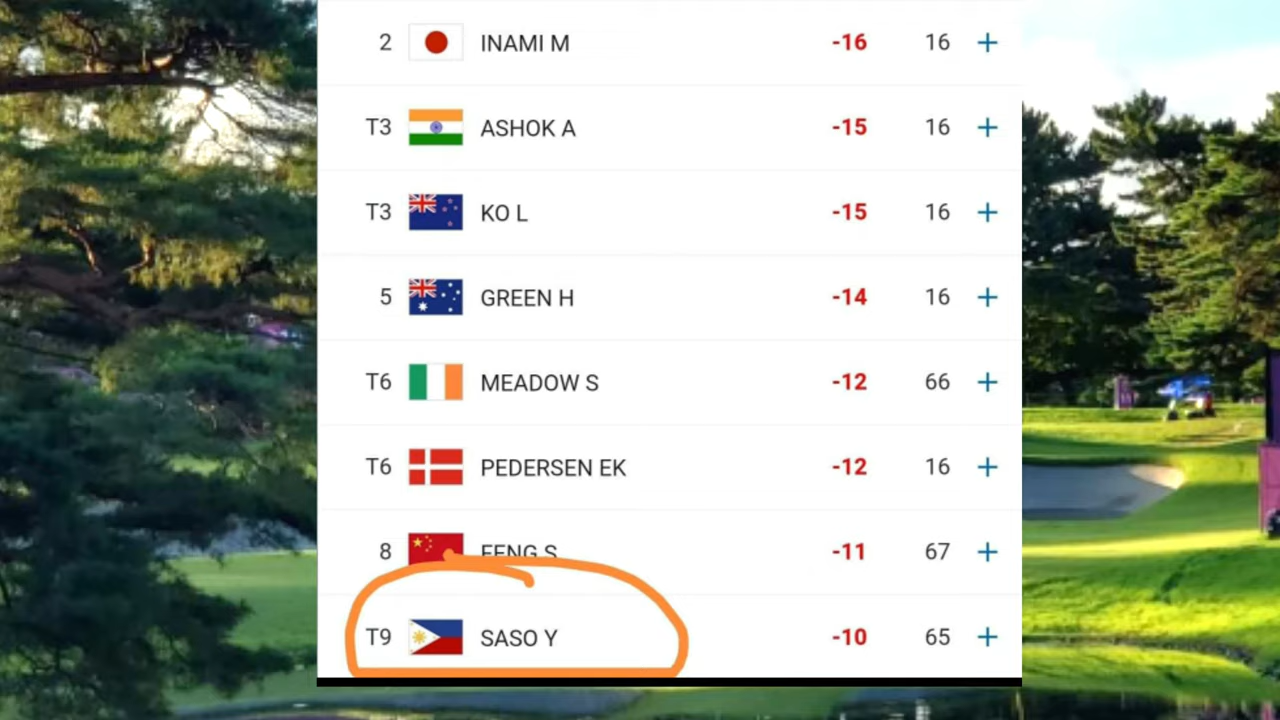 2 INAMI M -16 16 +
T3 ASHOK A -15 16 +
T3 KO L -15 16 +
5 GREEN H -14 16 +
T6 MEADOW S -12 66 +
T6 PEDERSEN EK -12 16 +
8 FENG S -11 67 +
T9 SASO Y -10 65 +